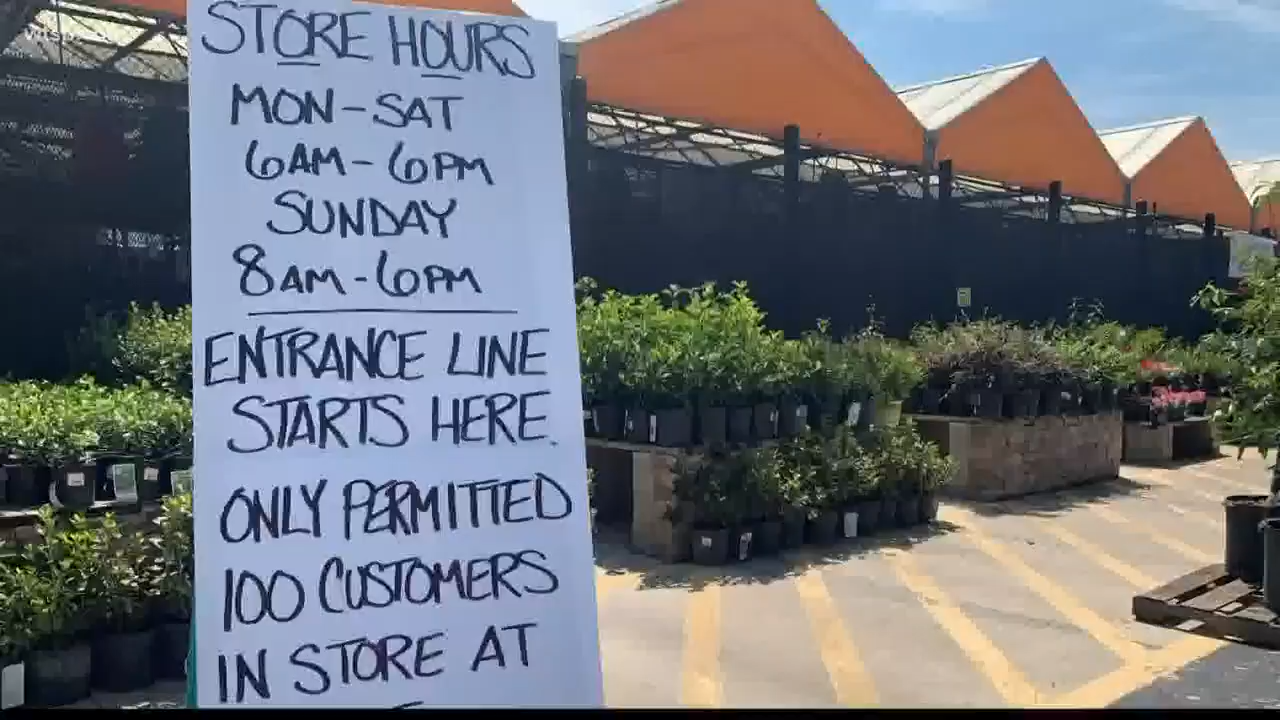 STORE HOURS
MON-SAT
6AM-6PM
SUNDAY
8AM-6PM
ENTRANCE LINE
STARTS HERE.
ONLY PERMITTED
100 CUSTOMERS
IN STORE AT